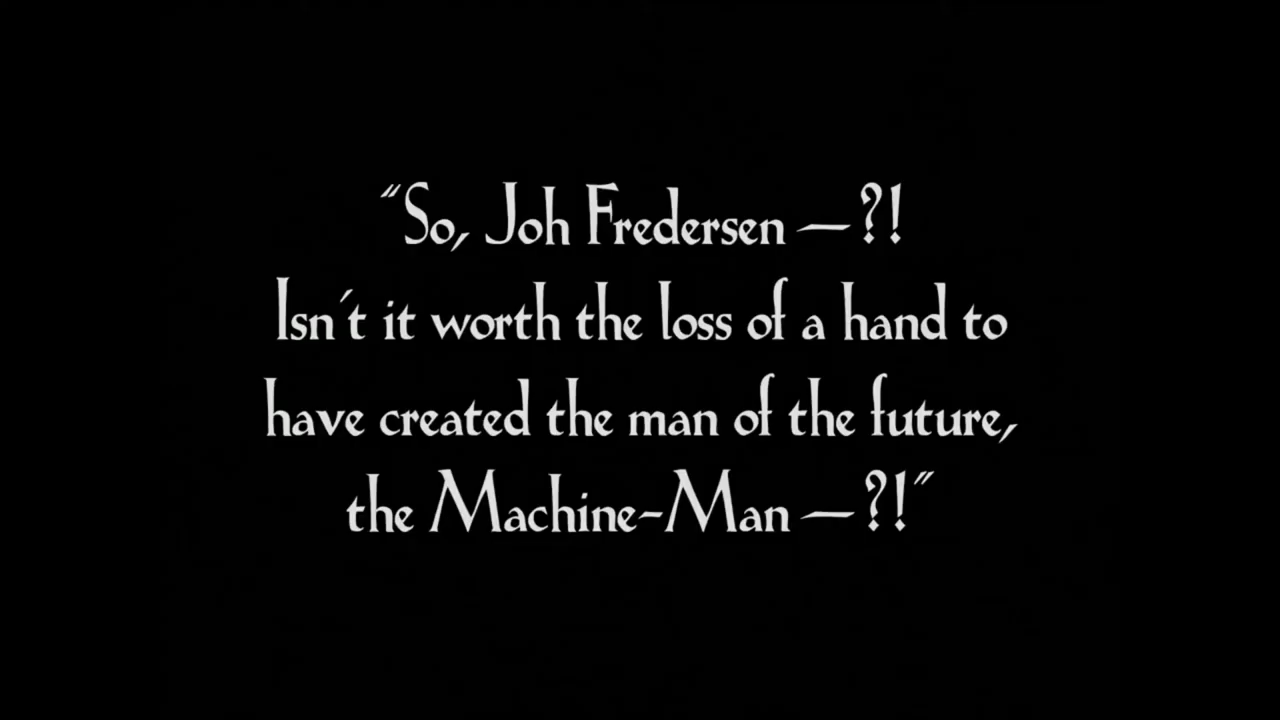 "So, Joh Fredersen —?!
Isn't it worth the loss of a hand to
have created the man of the future,
the Machine-Man —?!"